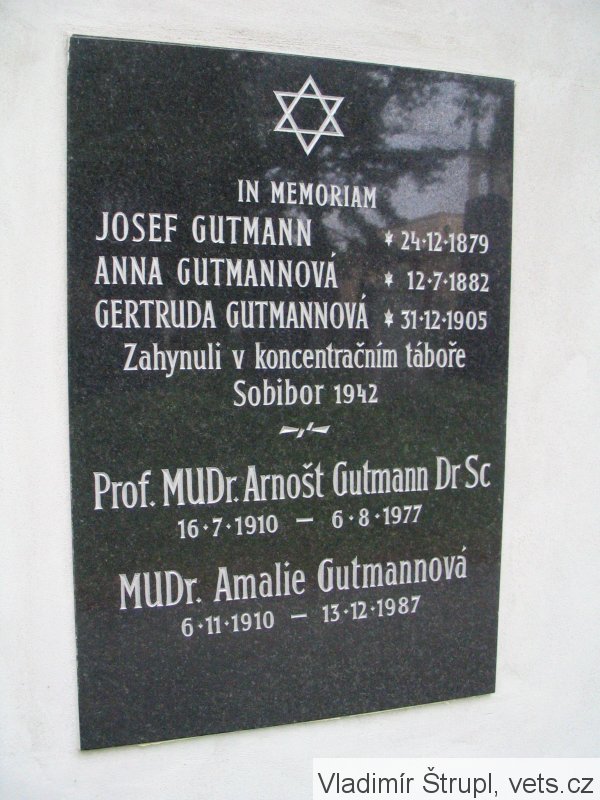 IN MEMORIAM
JOSEF GUTMANN * 24·12·1879
ANNA GUTMANNOVÁ * 12·7·1882
GERTRUDA GUTMANNOVÁ * 31·12·1905
Zahynuli v koncentračním táboře
Sobibor 1942
Prof. MUDr. Arnošt Gutmann Dr Sc
16·7·1910 — 6·8·1977
MUDr. Amalie Gutmannová
6·11·1910 — 13·12·1987
Vladimír Štrupl, vets.cz